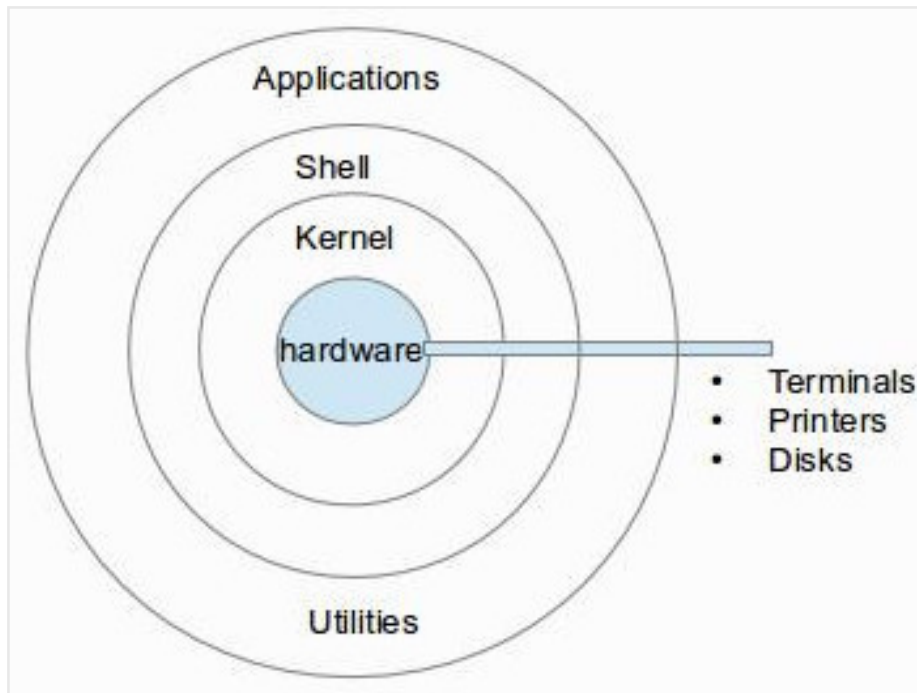 Applications
Shell
Kernel
hardware
• Terminals
• Printers
• Disks
Utilities